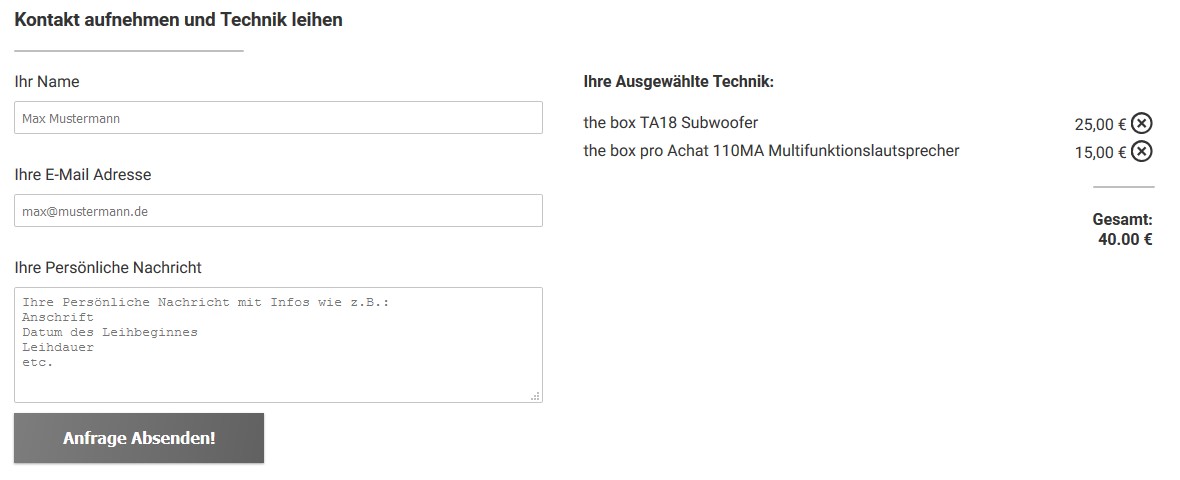 Kontakt aufnehmen und Technik leihen
Ihr Name
Max Mustermann
Ihre E-Mail Adresse
max@mustermann.de
Ihre Persönliche Nachricht
Ihre Persönliche Nachricht mit Infos wie z.B.:
Anschrift
Datum des Leihbeginnes
Leihdauer
etc.
Anfrage Absenden!
Ihre Ausgewählte Technik:
the box TA18 Subwoofer 25,00 €
the box pro Achat 110MA Multifunktionslautsprecher 15,00 €
Gesamt:
40.00 €